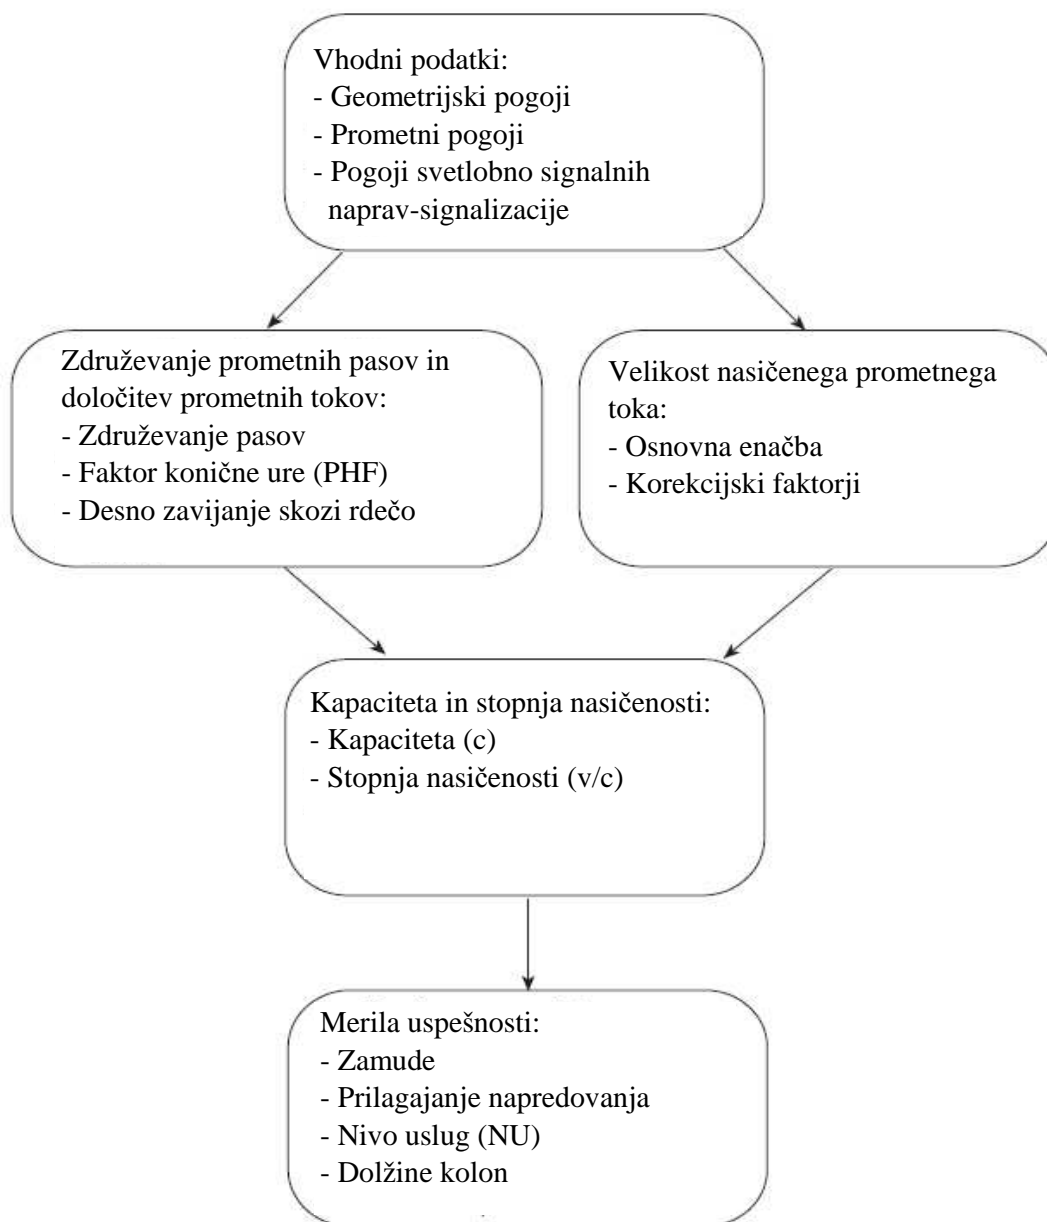 Vhodni podatki:
- Geometrijski pogoji
- Prometni pogoji
- Pogoji svetlobno signalnih
naprav-signalizacije
Združevanje prometnih pasov in
določitev prometnih tokov:
- Združevanje pasov
- Faktor konične ure (PHF)
- Desno zavijanje skozi rdečo
Velikost nasičenega prometnega
toka:
- Osnovna enačba
- Korekcijski faktorji
Kapaciteta in stopnja nasičenosti:
- Kapaciteta (c)
- Stopnja nasičenosti (v/c)
Merila uspešnosti:
- Zamude
- Prilagajanje napredovanja
- Nivo uslug (NU)
- Dolžine kolon